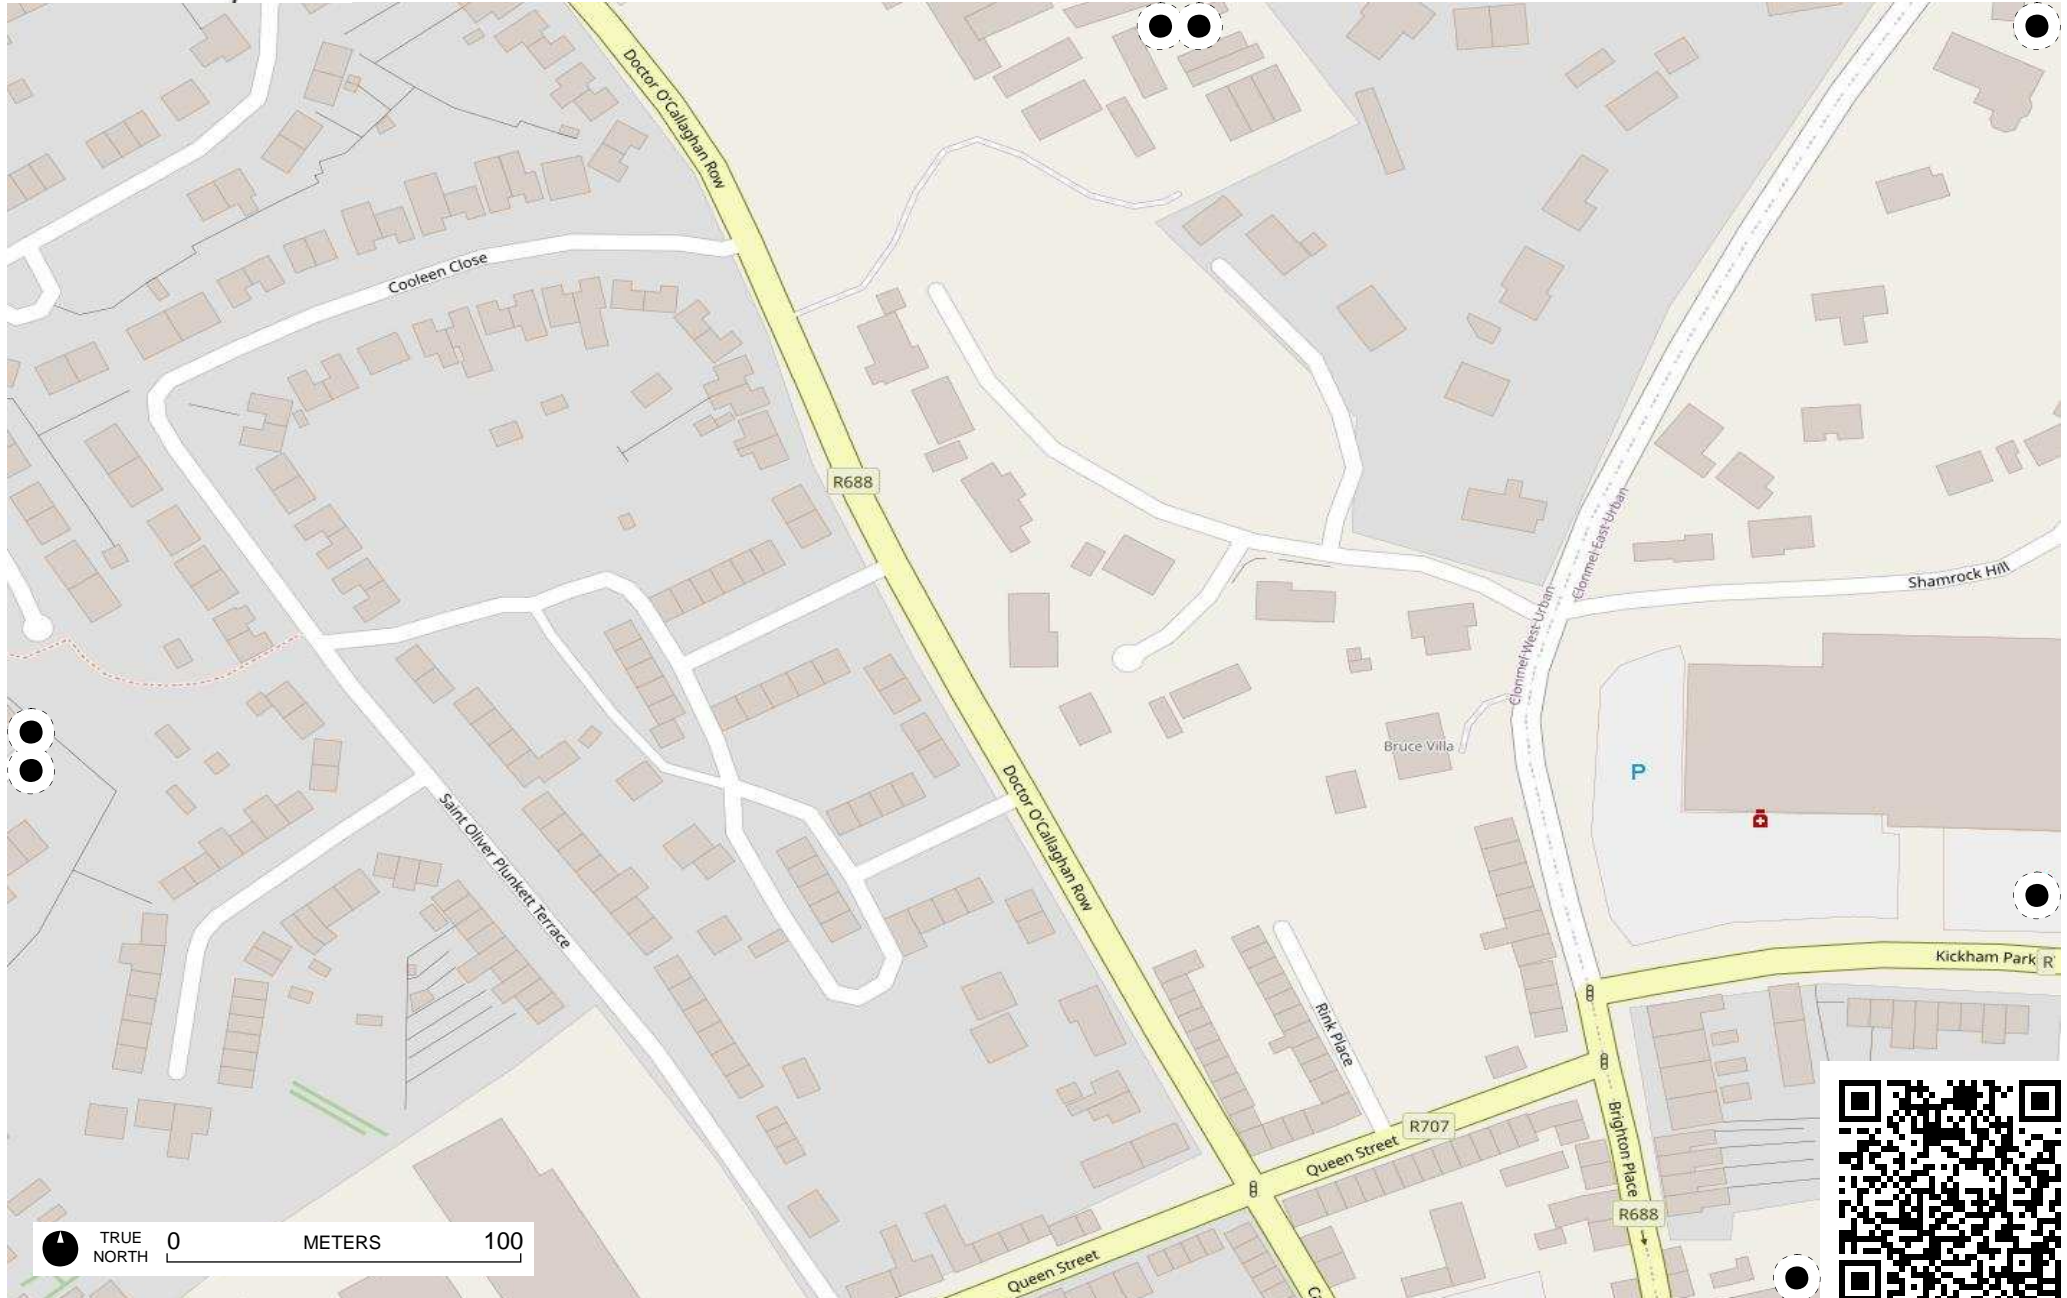 Doctor O'Callaghan Row
Cooleen Close
R688
Clonmel East Urban
Clonmel West Urban
Shamrock Hill
Bruce Villa
P
Doctor O'Callaghan Row
Saint Oliver Plunkett Terrace
Kickham Park
R
Rink Place
R707
Queen Street
Brighton Place
R688
Queen Street
TRUE
NORTH
0
METERS
100